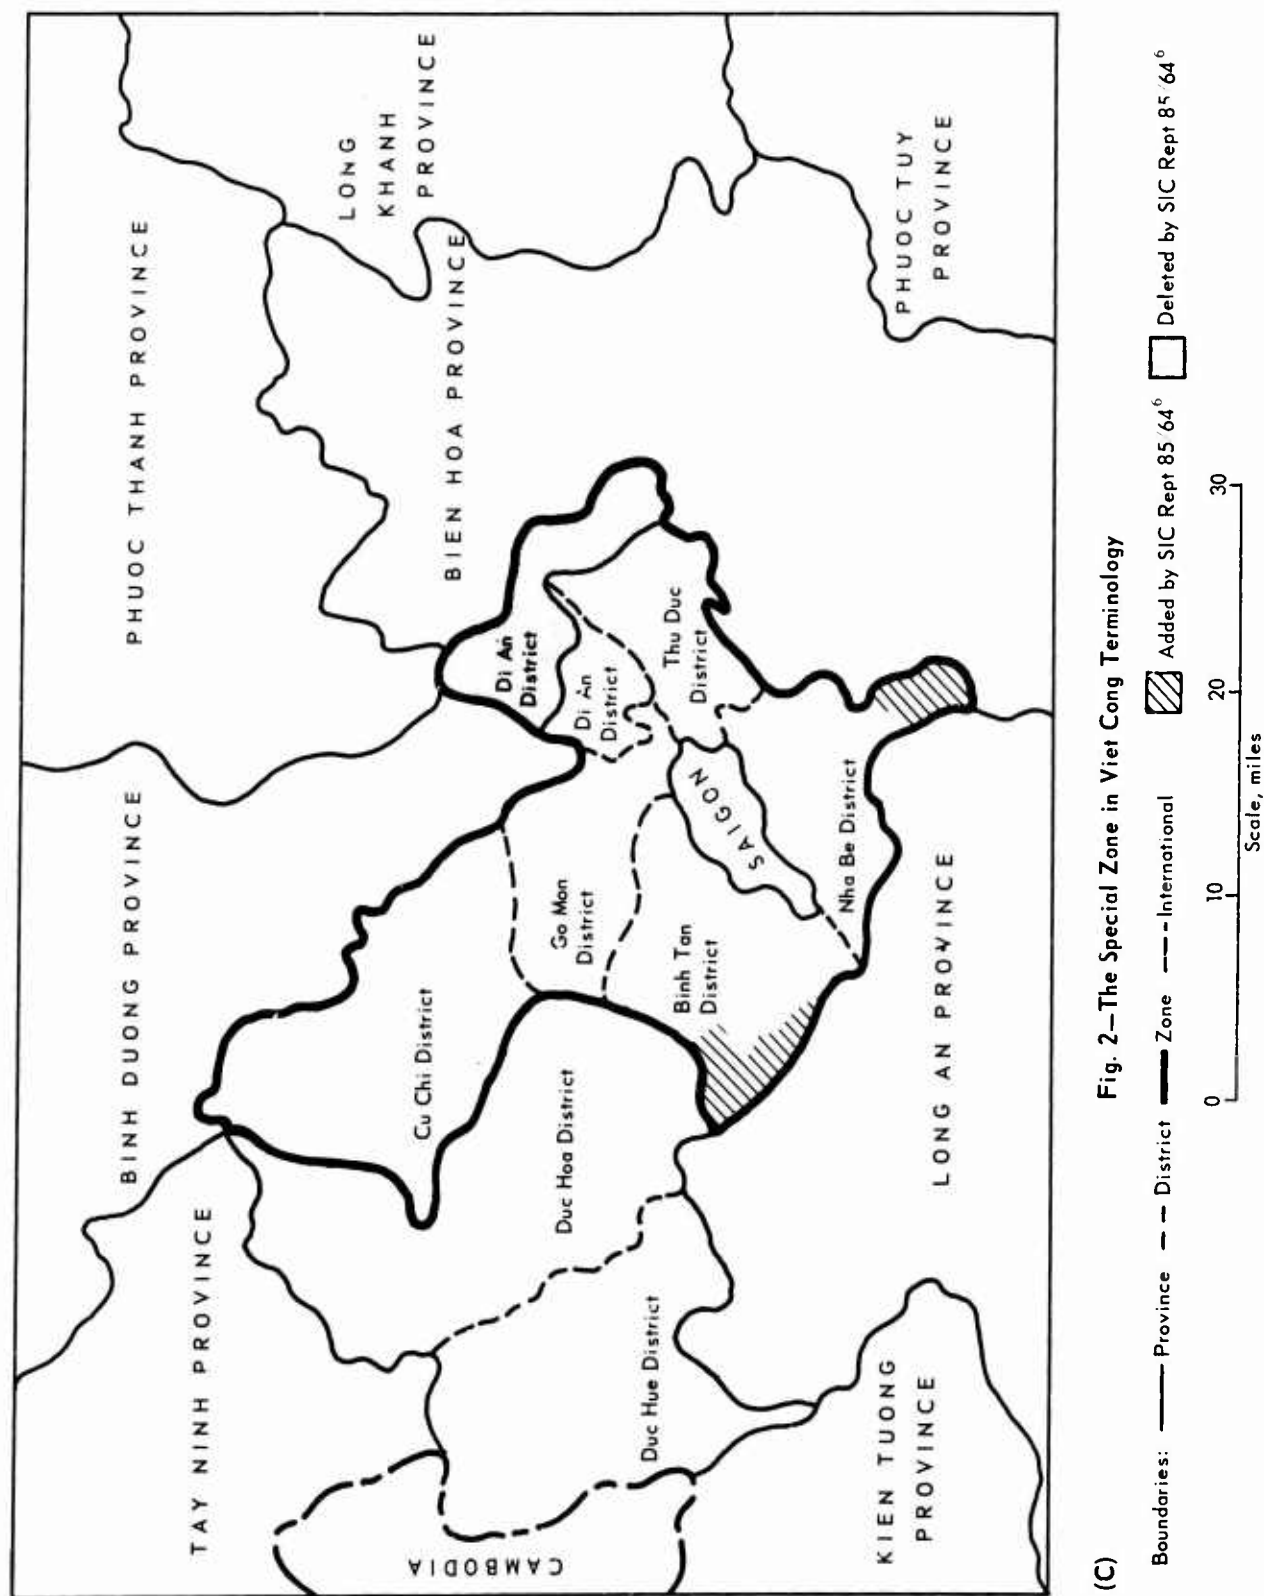 PHUOC THANH PROVINCE
LONG
KHANH
PROVINCE
BINH DUONG PROVINCE
TAY NINH PROVINCE
BIEN HOA PROVINCE
PHUOC TUY
PROVINCE
Di An
District
Di An
District
Thu Duc
District
Cu Chi District
Go Mon
District
SAIGON
Binh Tan
District
Nha Be District
Duc Hoa District
Duc Hue District
CAMBODIA
LONG AN PROVINCE
KIEN TUONG
PROVINCE
(C) Fig. 2—The Special Zone in Viet Cong Terminology
Boundaries: Province District Zone International Added by SIC Rept 85/64⁶ Deleted by SIC Rept 85/64⁶
0 10 20 30
Scale, miles